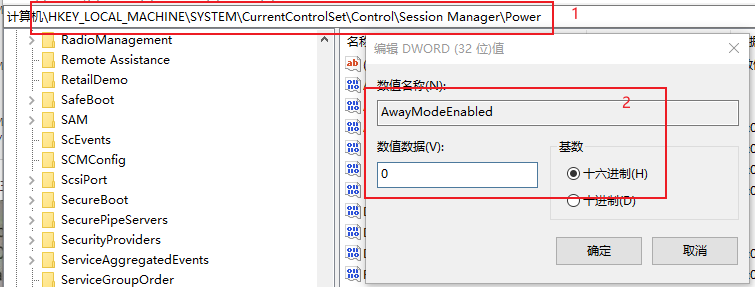 计算机\HKEY_LOCAL_MACHINE\SYSTEM\CurrentControlSet\Control\Session Manager\Power
1
RadioManagement
Remote Assistance
RetailDemo
SafeBoot
SAM
ScEvents
SCMConfig
ScsiPort
SecureBoot
SecurePipeServers
SecurityProviders
ServiceAggregatedEvents
ServiceGroupOrder
ab
编辑 DWORD (32 位)值
数值名称(N):
2
AwayModeEnabled
数值数据(V):
基数
0
十六进制(H)
十进制(D)
确定
取消